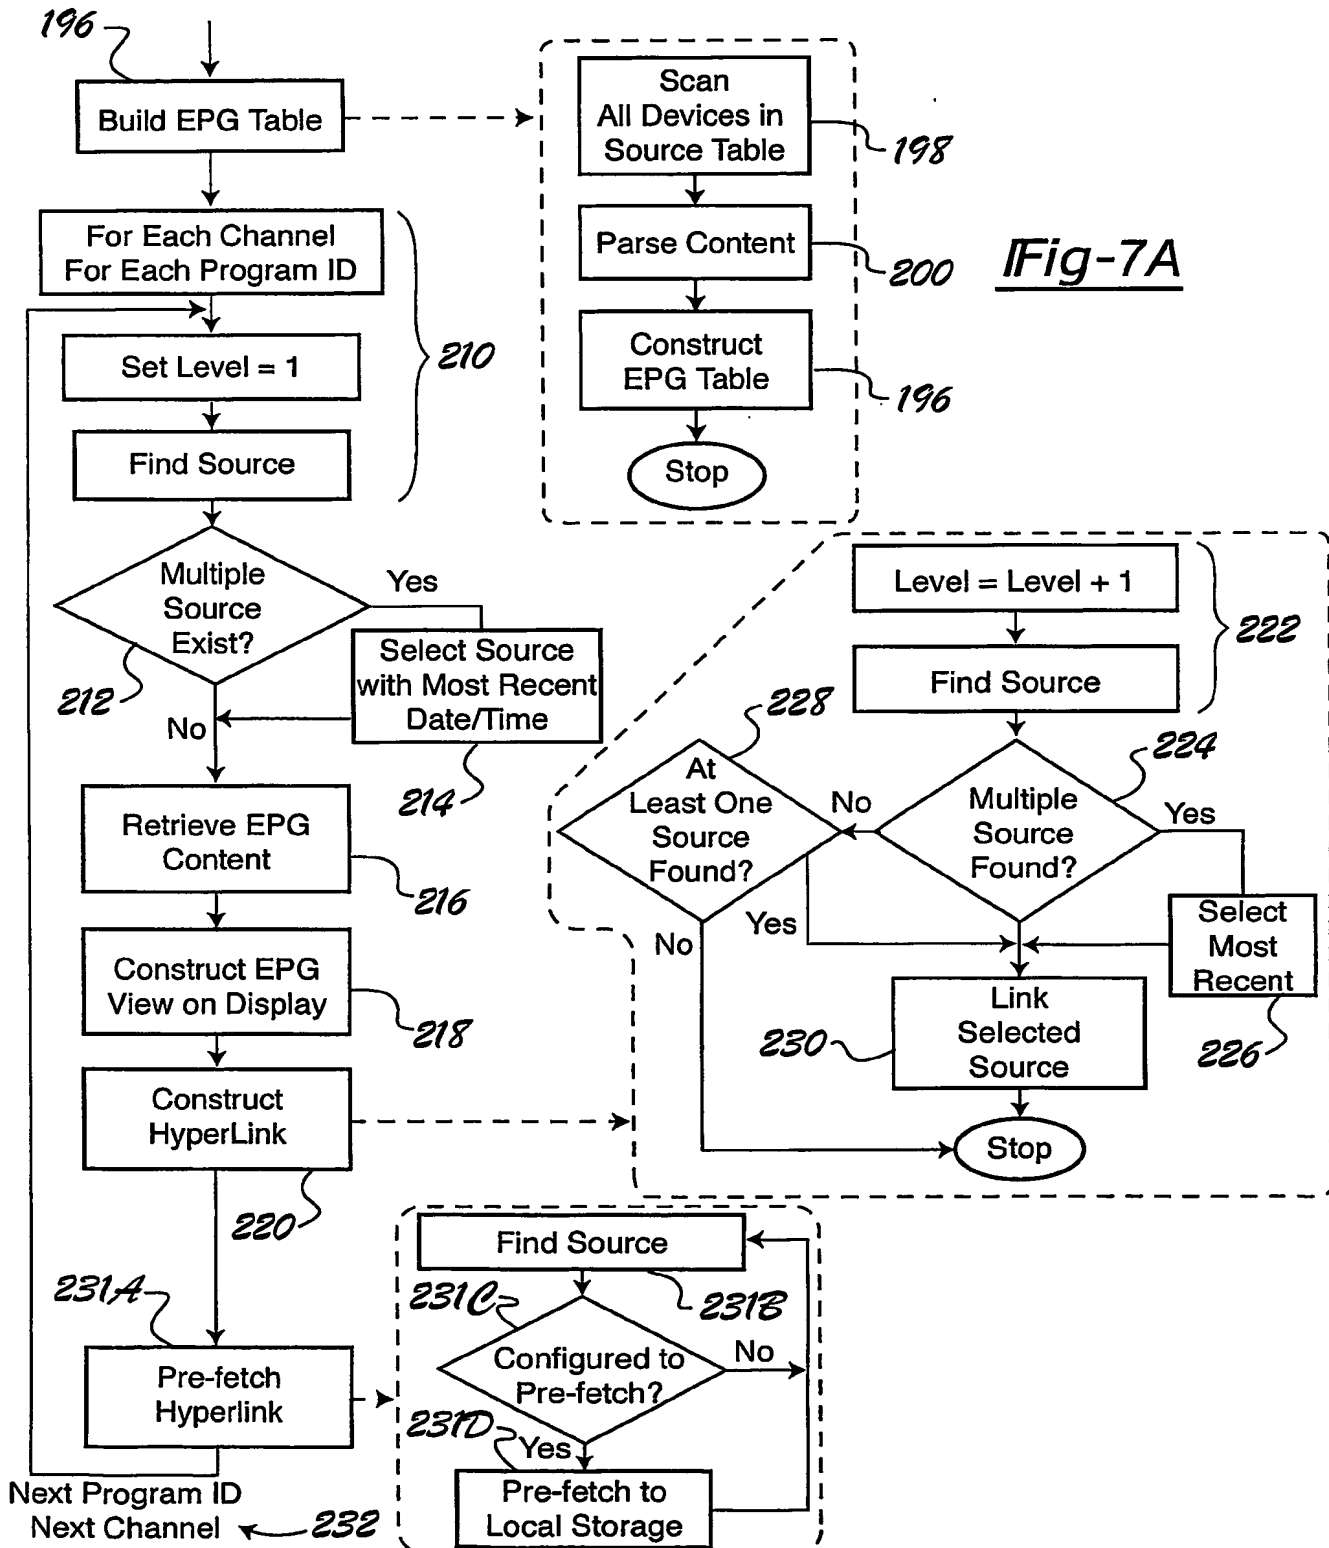 196
Build EPG Table
Scan
All Devices in
Source Table
198
Parse Content
200
Construct
EPG Table
196
Stop
Fig-7A
For Each Channel
For Each Program ID
Set Level = 1
Find Source
210
Multiple
Source
Exist?
Yes
212
No
Select Source
with Most Recent
Date/Time
214
Retrieve EPG
Content
216
Construct EPG
View on Display
218
Construct
HyperLink
220
Level = Level + 1
Find Source
222
Multiple
Source
Found?
224
Yes
No
228
At
Least One
Source
Found?
Yes
No
Select
Most
Recent
226
Link
Selected
Source
230
Stop
231A
Pre-fetch
Hyperlink
Find Source
231B
231C
Configured to
Pre-fetch?
No
231D
Yes
Pre-fetch to
Local Storage
Next Program ID
Next Channel
232